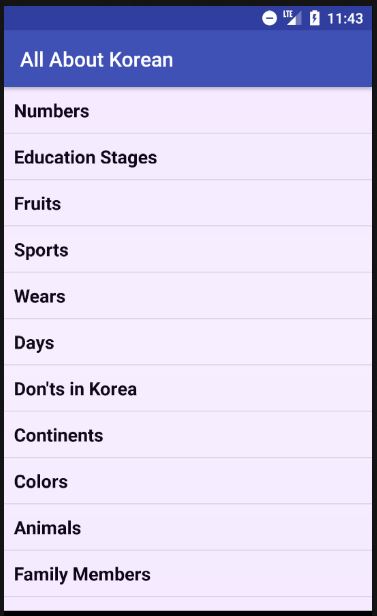 LTE 11:43
All About Korean
Numbers
Education Stages
Fruits
Sports
Wears
Days
Don'ts in Korea
Continents
Colors
Animals
Family Members